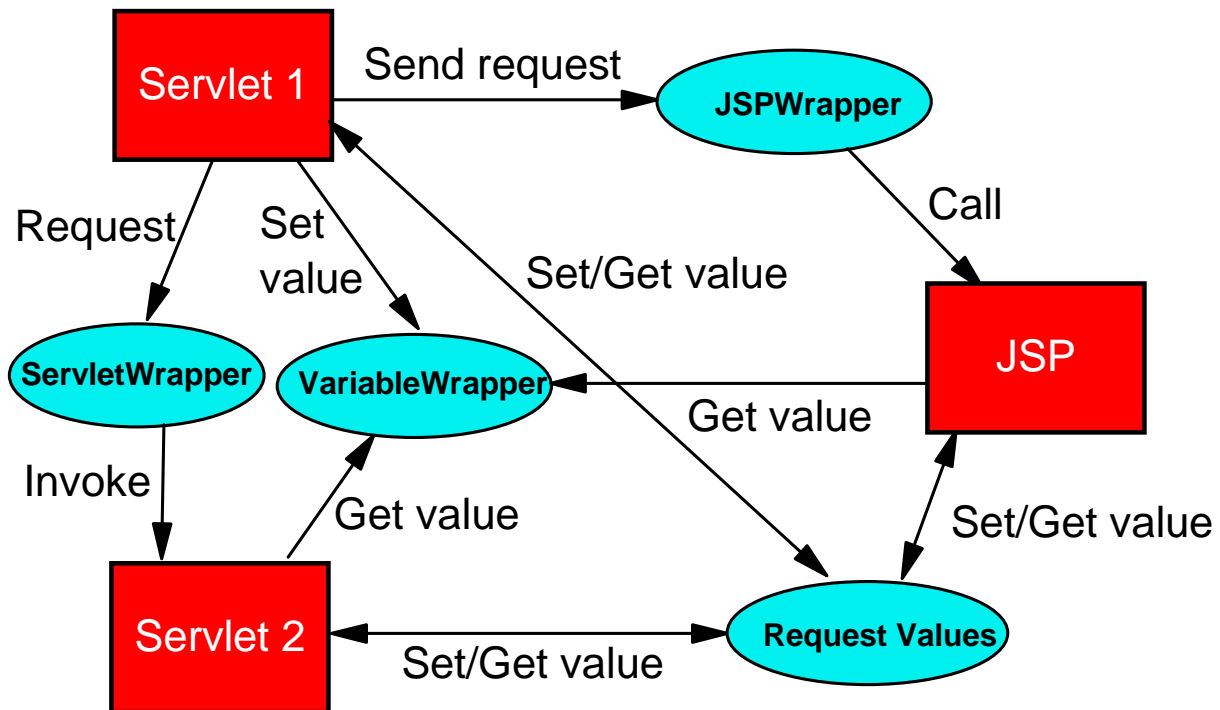 Servlet 1
Send request
JSPWrapper
Request
Set
value
Set/Get value
Call
ServletWrapper
VariableWrapper
JSP
Get value
Invoke
Get value
Set/Get value
Servlet 2
Set/Get value
Request Values